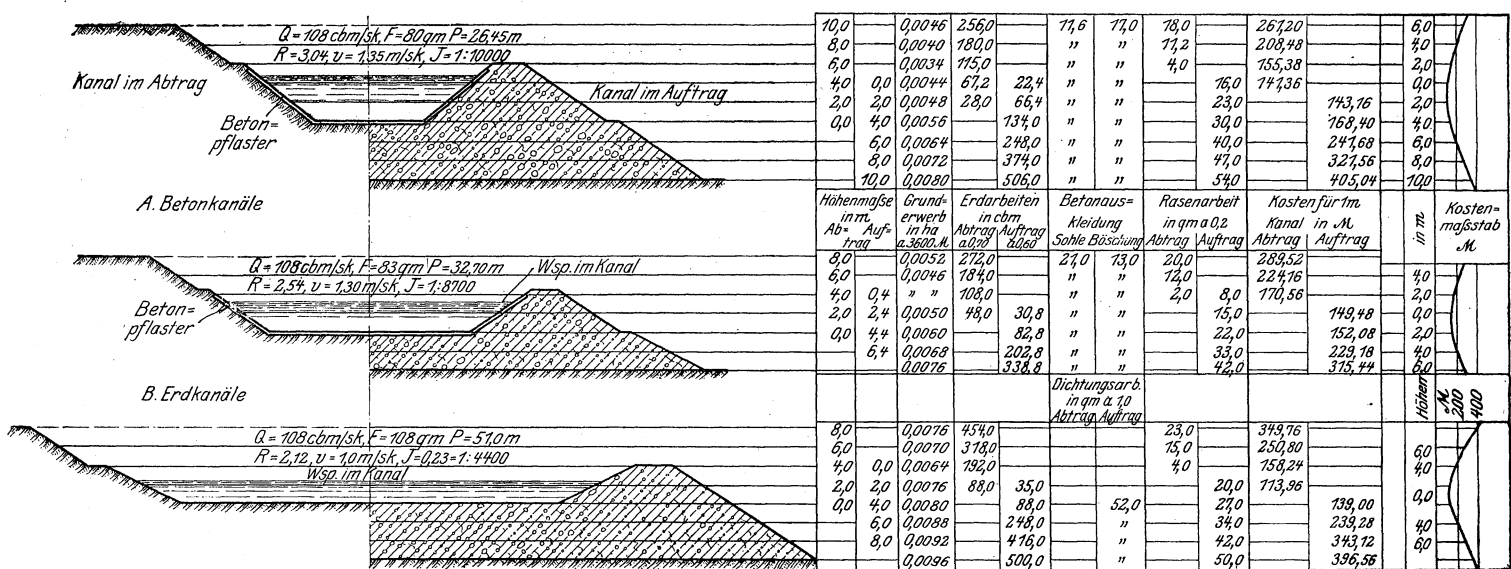 Q = 108 cbm/sk, F = 80 qm P = 26,45 m
R = 3,04, v = 1,35 m/sk, J = 1:10000
Kanal im Abtrag
Kanal im Auftrag
Beton=
pflaster
10,0 0,0046 256,0 11,6 17,0 18,0 261,20 6,0
8,0 0,0040 180,0 " " 11,2 208,48 4,0
6,0 0,0034 115,0 " " 4,0 155,38 2,0
4,0 0,0 0,0044 67,2 22,4 " " 16,0 141,36 0,0
2,0 2,0 0,0048 28,0 66,4 " " 23,0 143,16 2,0
0,0 4,0 0,0056 134,0 " " 30,0 168,40 4,0
6,0 0,0064 248,0 " " 40,0 241,68 6,0
8,0 0,0072 374,0 " " 47,0 321,56 8,0
10,0 0,0080 506,0 " " 54,0 405,04 10,0
A. Betonkanäle
Höhenmaße Grund= Erdarbeiten Betonaus= Rasenarbeit Kosten für 1m in m Kosten=
in m erwerb in cbm kleidung in qm a 0,2 Kanal in M maßstab
Ab= Auf= in ha Abtrag Auftrag Sohle Böschung Abtrag Auftrag Abtrag Auftrag M
trag a 3600 M a 0,70 a 0,60
Q = 108 cbm/sk, F = 83 qm P = 32,70 m
R = 2,54, v = 1,30 m/sk, J = 1:8700
Wsp. im Kanal
Beton=
pflaster
8,0 0,0052 272,0 21,0 13,0 20,0 289,52
6,0 0,0046 184,0 " " 12,0 224,16 4,0
4,0 0,4 " " 108,0 " " 2,0 8,0 170,56 2,0
2,0 2,4 0,0050 48,0 30,8 " " 15,0 149,48 0,0
0,0 4,4 0,0060 82,8 " " 22,0 152,08 2,0
6,4 0,0068 202,8 " " 33,0 229,18 4,0
0,0076 338,8 " " 42,0 315,44 6,0
B. Erdkanäle
Dichtungsarb.
in qm a 1,0
Abtrag Auftrag
Höhen M 200 400
Q = 108 cbm/sk, F = 108 qm P = 51,0 m
R = 2,12, v = 1,0 m/sk, J = 0,23 = 1:4400
Wsp. im Kanal
8,0 0,0076 454,0 23,0 349,76
6,0 0,0070 318,0 15,0 250,80 6,0
4,0 0,0 0,0064 192,0 4,0 158,24 4,0
2,0 2,0 0,0076 88,0 35,0 20,0 113,96 0,0
0,0 4,0 0,0080 88,0 52,0 27,0 139,00
6,0 0,0088 248,0 " 34,0 239,28 4,0
8,0 0,0092 416,0 " 42,0 343,12 6,0
0,0096 500,0 " 50,0 396,56